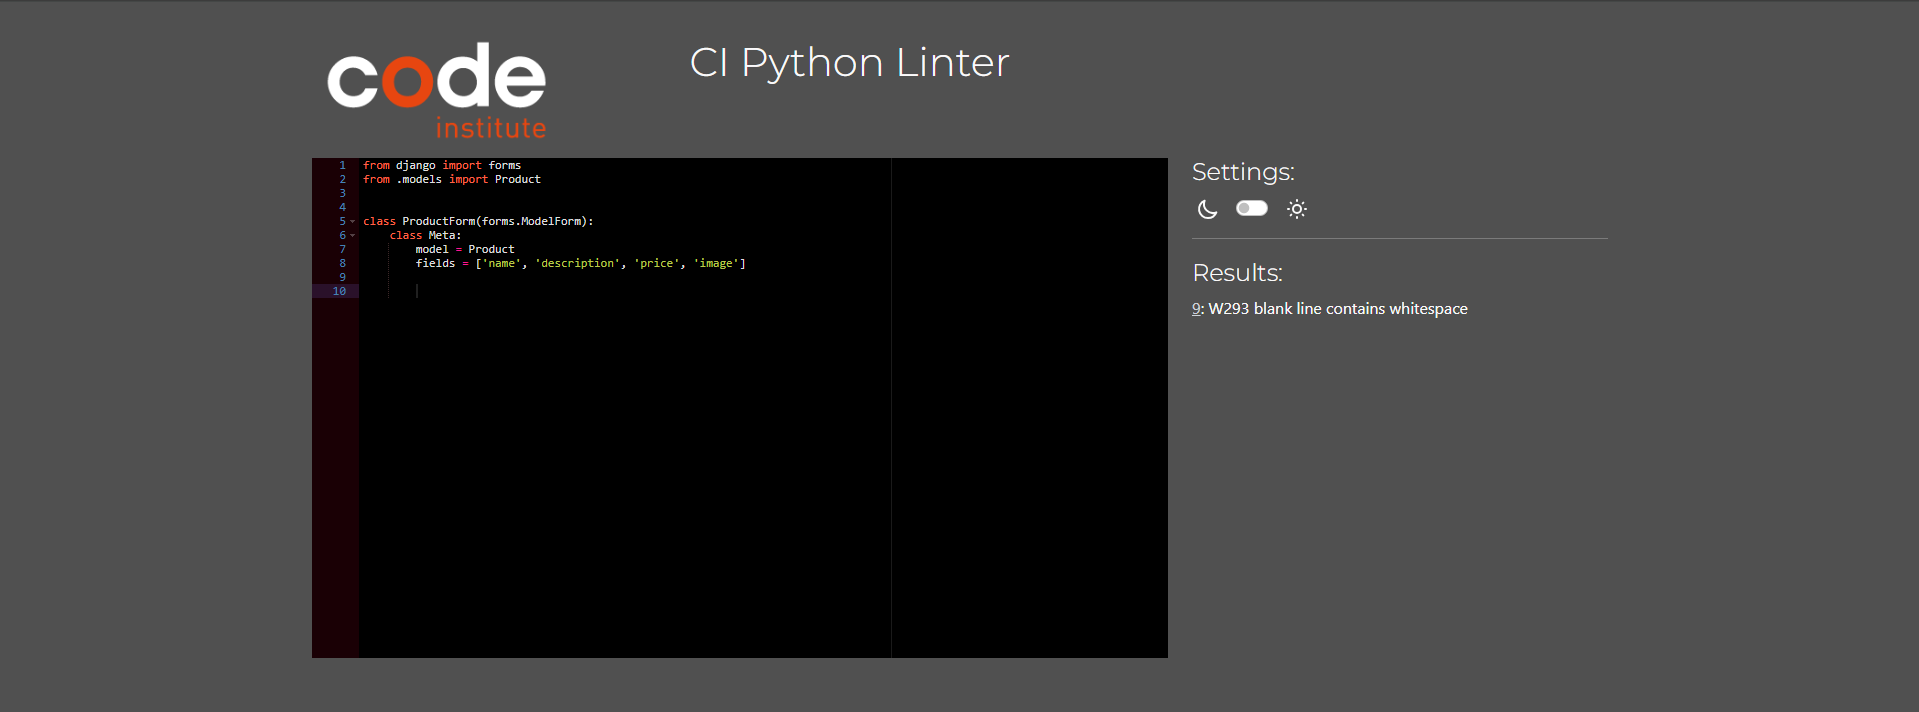 code
institute
CI Python Linter
1 from django import forms
2 from .models import Product
3
4
5 class ProductForm(forms.ModelForm):
6     class Meta:
7         model = Product
8         fields = ['name', 'description', 'price', 'image']
9
10
Settings:
Results:
9: W293 blank line contains whitespace